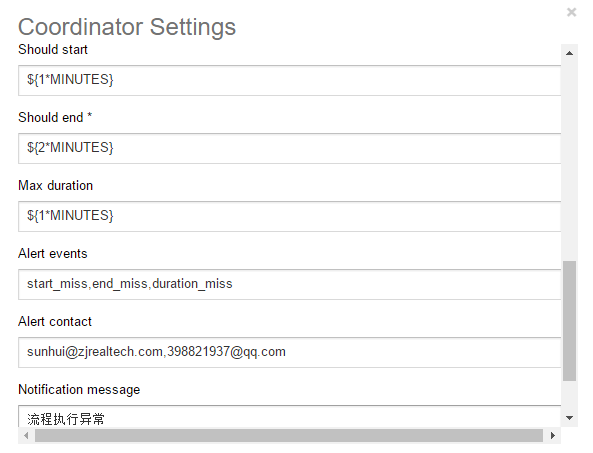 Coordinator Settings
Should start
${1*MINUTES}
Should end *
${2*MINUTES}
Max duration
${1*MINUTES}
Alert events
start_miss,end_miss,duration_miss
Alert contact
sunhui@zjrealtech.com,398821937@qq.com
Notification message
流程执行异常